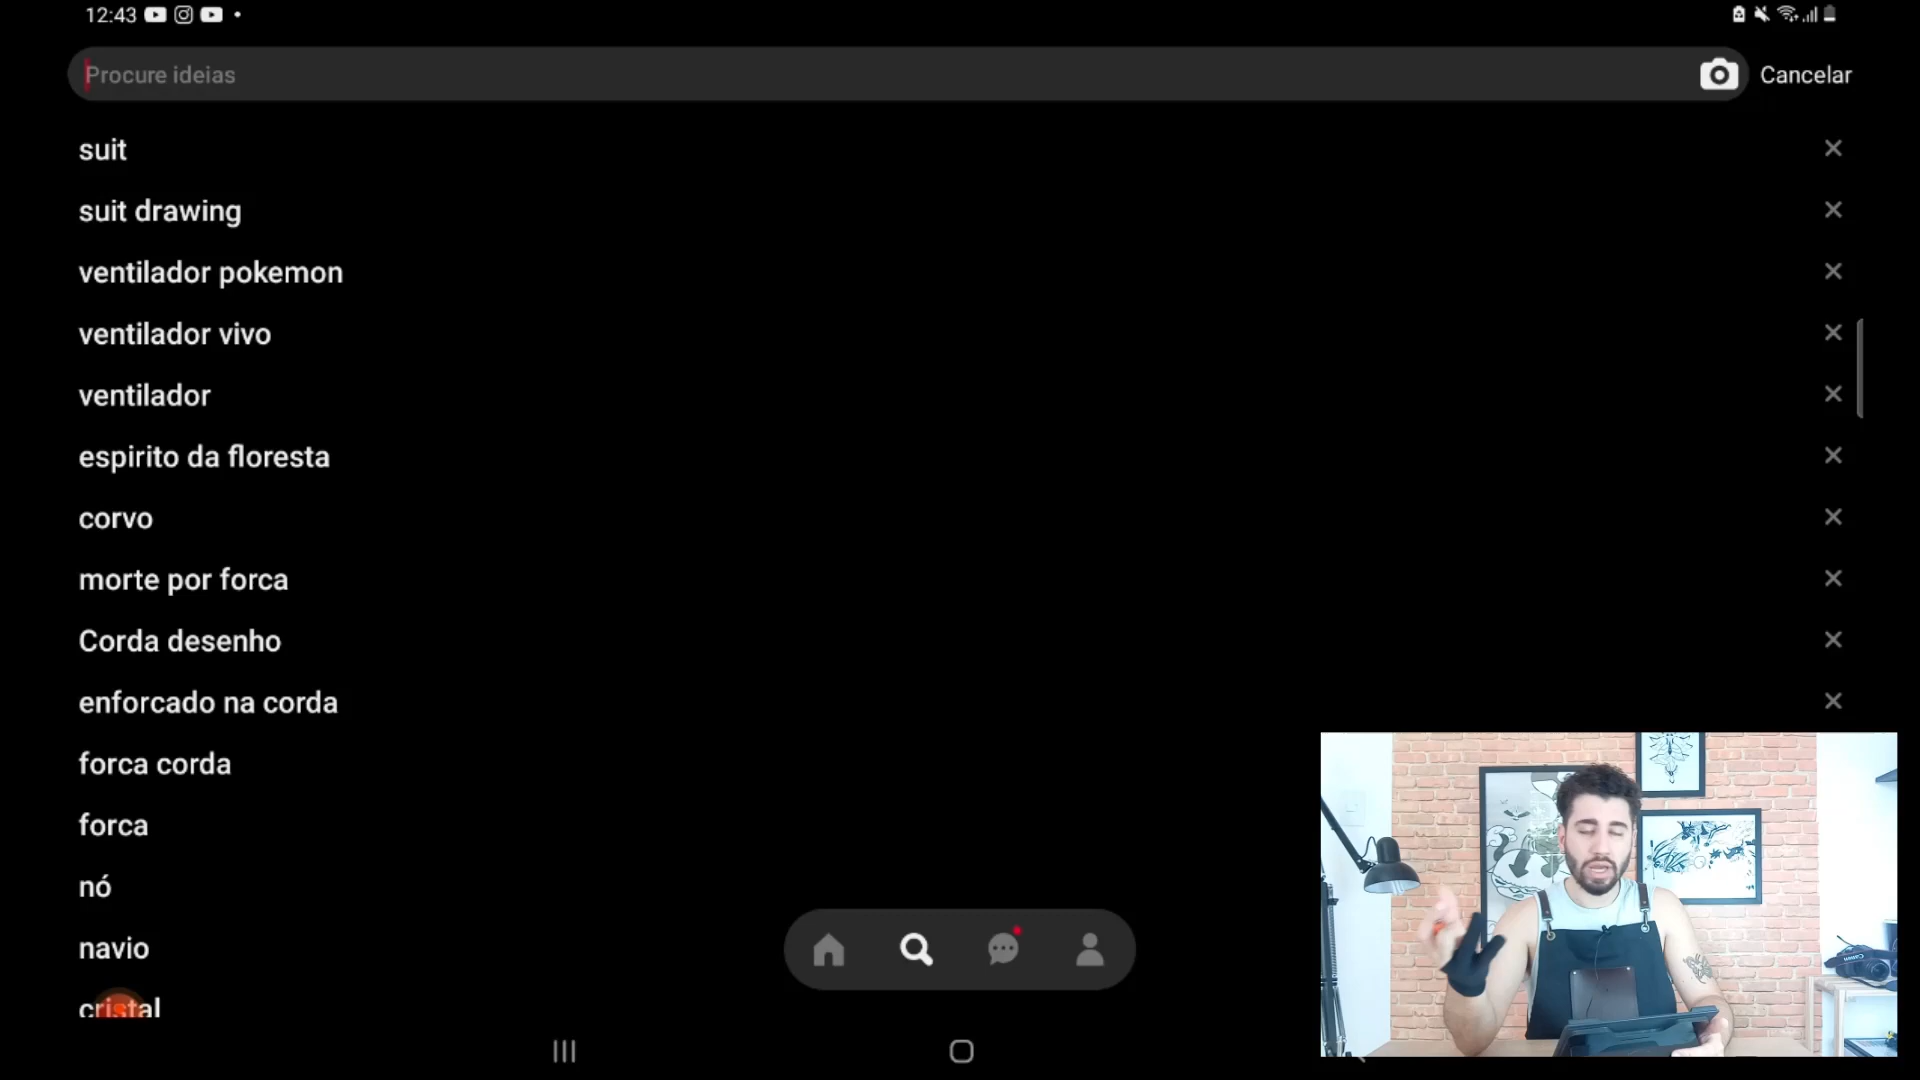 12:43
Procure ideias
Cancelar
suit
suit drawing
ventilador pokemon
ventilador vivo
ventilador
espirito da floresta
corvo
morte por forca
Corda desenho
enforcado na corda
forca corda
forca
nó
navio
cristal